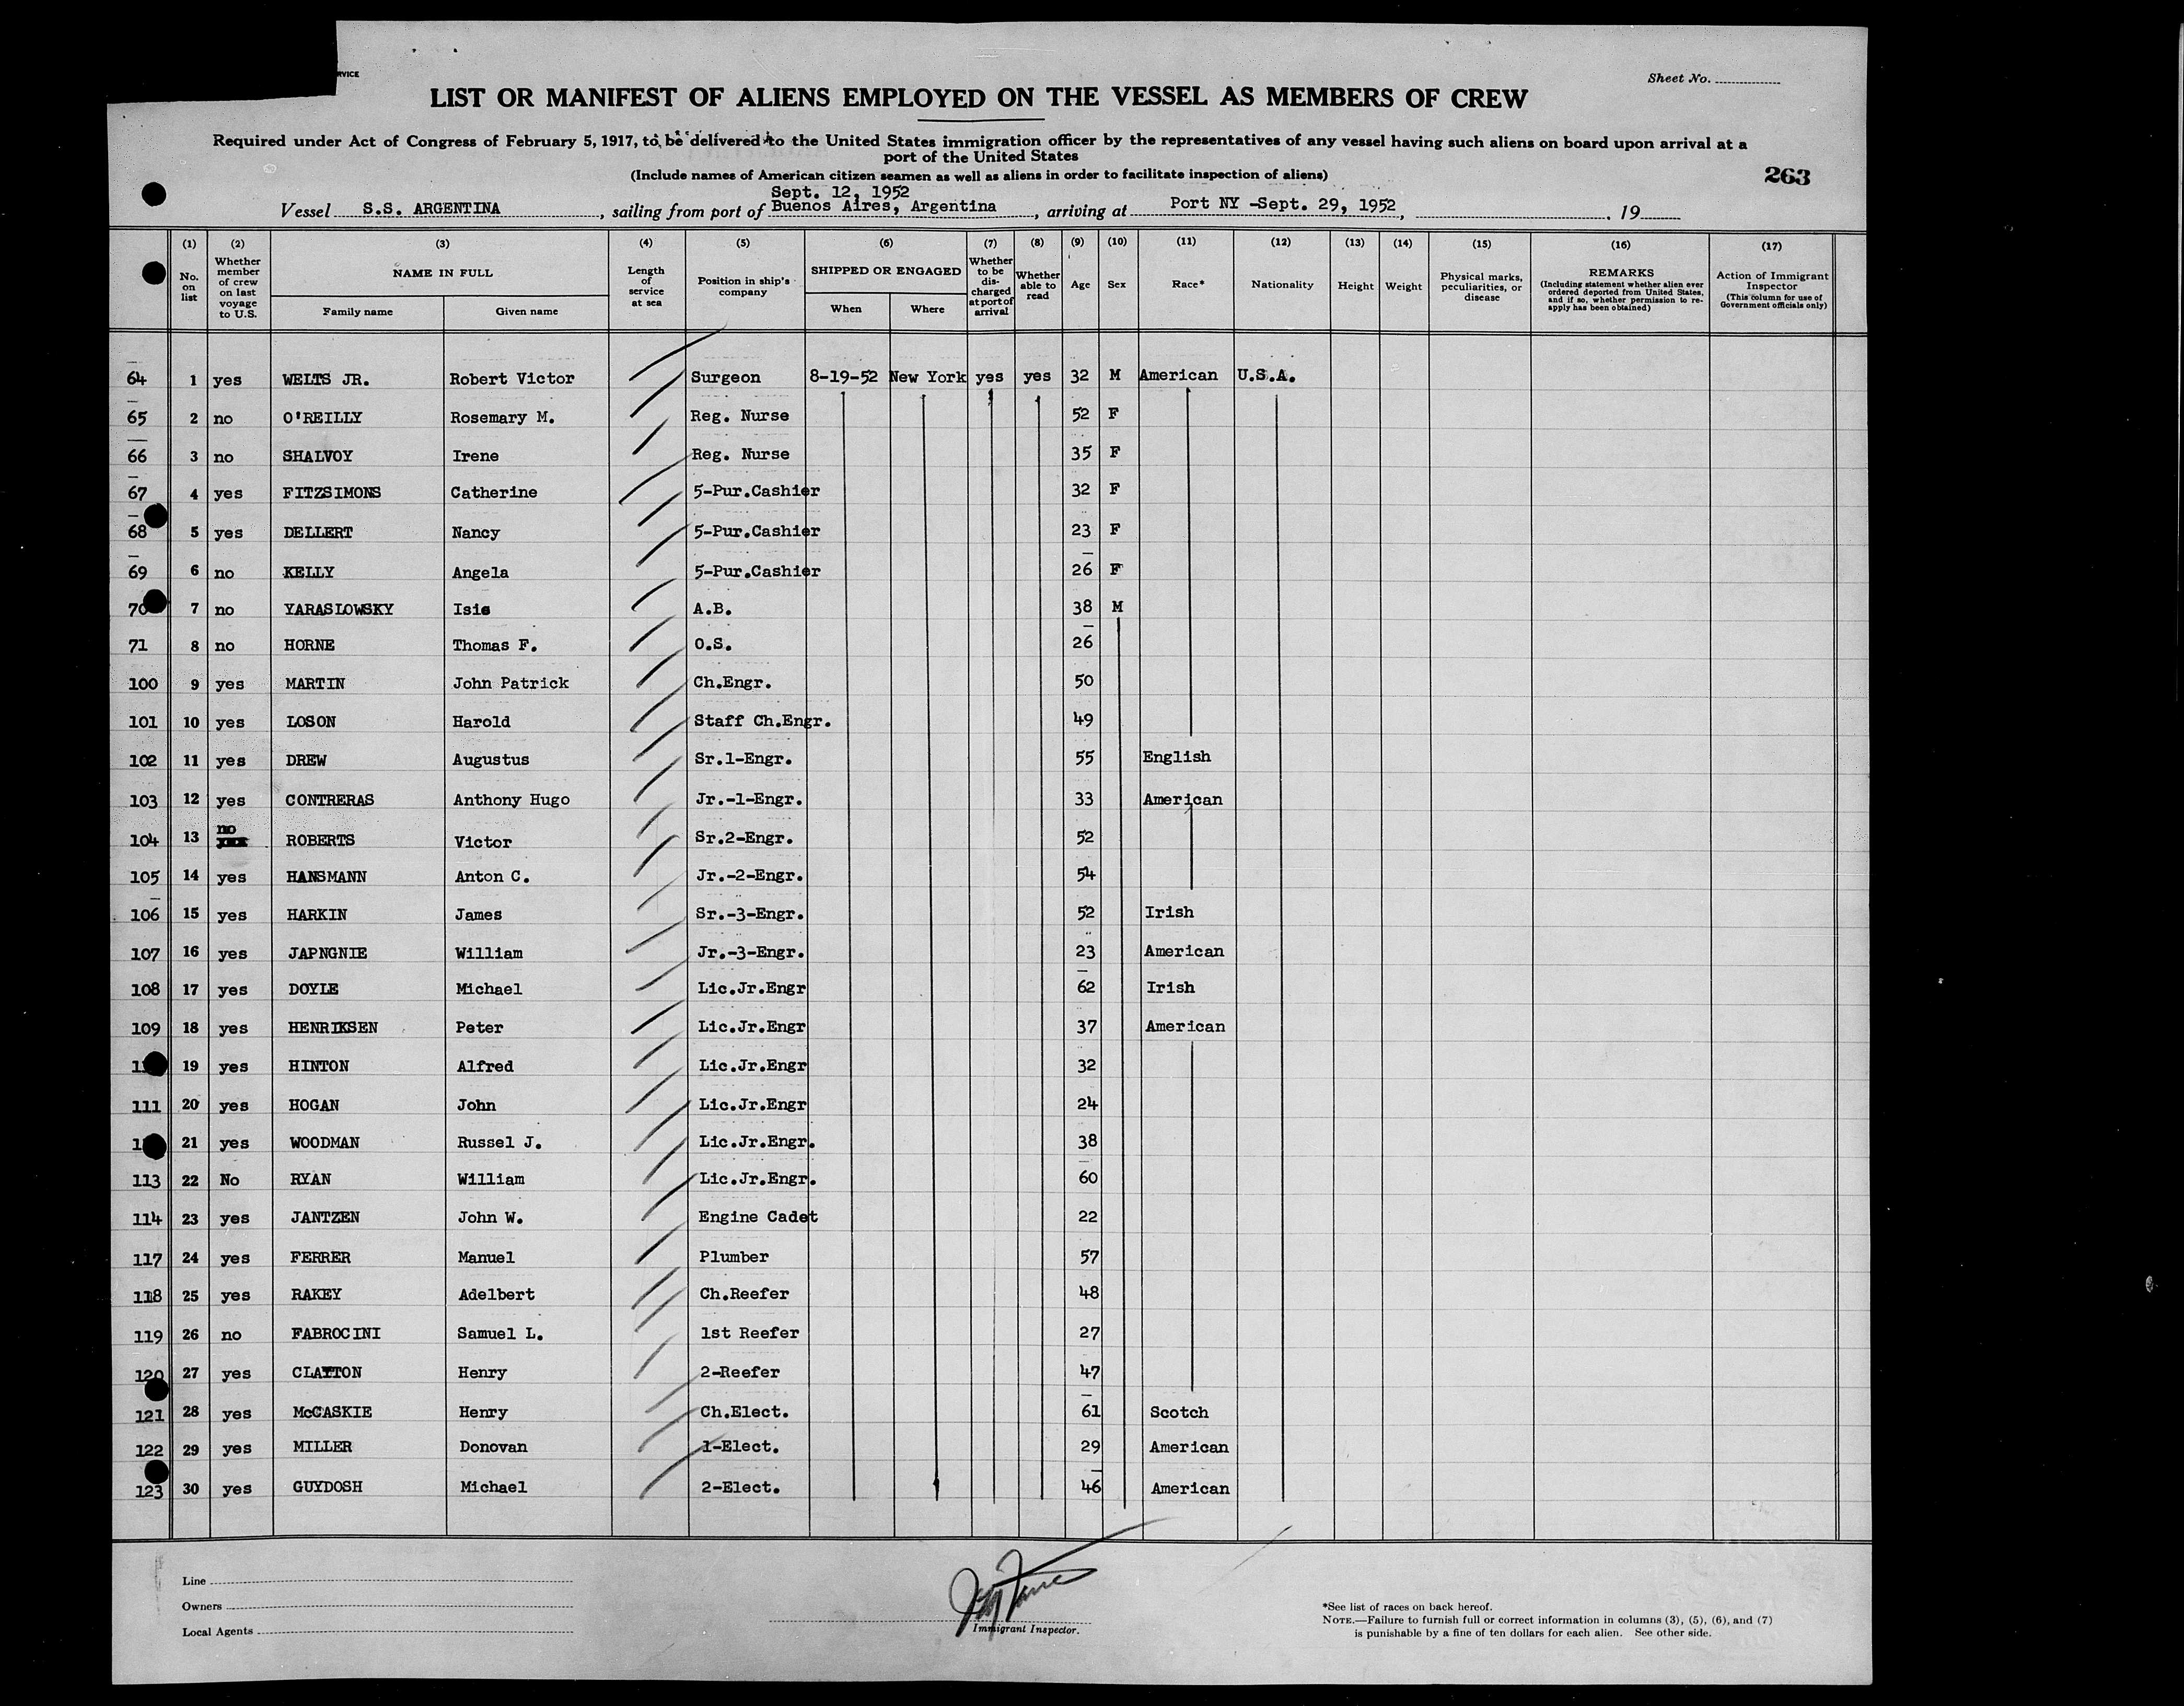 RVICE
Sheet No.
LIST OR MANIFEST OF ALIENS EMPLOYED ON THE VESSEL AS MEMBERS OF CREW
Required under Act of Congress of February 5, 1917, to be delivered to the United States immigration officer by the representatives of any vessel having such aliens on board upon arrival at a
port of the United States
263
(Include names of American citizen seamen as well as aliens in order to facilitate inspection of aliens)
Sept. 12, 1952
Vessel S.S. ARGENTINA, sailing from port of Buenos Aires, Argentina, arriving at Port NY -Sept. 29, 1952, , 19
(1) No. on list (2) Whether member of crew on last voyage to U.S. (3) NAME IN FULL Family name Given name (4) Length of service at sea (5) Position in ship's company (6) SHIPPED OR ENGAGED When Where (7) Whether to be discharged at port of arrival (8) Whether able to read (9) Age (10) Sex (11) Race* (12) Nationality (13) Height (14) Weight (15) Physical marks, peculiarities, or disease (16) REMARKS (Including statement whether alien ever ordered deported from United States, and if so, whether permission to reapply has been obtained) (17) Action of Immigrant Inspector (This column for use of Government officials only)
64 1 yes WELTS JR. Robert Victor Surgeon 8-19-52 New York yes yes 32 M American U.S.A.
65 2 no O'REILLY Rosemary M. Reg. Nurse 52 F
66 3 no SHALVOY Irene Reg. Nurse 35 F
67 4 yes FITZSIMONS Catherine 5-Pur.Cashier 32 F
68 5 yes DELLERT Nancy 5-Pur.Cashier 23 F
69 6 no KELLY Angela 5-Pur.Cashier 26 F
70 7 no YARASLOWSKY Isie A.B. 38 M
71 8 no HORNE Thomas F. O.S. 26
100 9 yes MARTIN John Patrick Ch.Engr. 50
101 10 yes LOSON Harold Staff Ch.Engr. 49
102 11 yes DREW Augustus Sr.1-Engr. 55 English
103 12 yes CONTRERAS Anthony Hugo Jr.-1-Engr. 33 American
104 13 no ROBERTS Victor Sr.2-Engr. 52
105 14 yes HANSMANN Anton C. Jr.-2-Engr. 54
106 15 yes HARKIN James Sr.-3-Engr. 52 Irish
107 16 yes JAPNGNIE William Jr.-3-Engr. 23 American
108 17 yes DOYLE Michael Lic.Jr.Engr 62 Irish
109 18 yes HENRIKSEN Peter Lic.Jr.Engr 37 American
19 yes HINTON Alfred Lic.Jr.Engr 32
111 20 yes HOGAN John Lic.Jr.Engr 24
21 yes WOODMAN Russel J. Lic.Jr.Engr. 38
113 22 No RYAN William Lic.Jr.Engr. 60
114 23 yes JANTZEN John W. Engine Cadet 22
117 24 yes FERRER Manuel Plumber 57
118 25 yes RAKEY Adelbert Ch.Reefer 48
119 26 no FABROCINI Samuel L. 1st Reefer 27
120 27 yes CLAYTON Henry 2-Reefer 47
121 28 yes McCASKIE Henry Ch.Elect. 61 Scotch
122 29 yes MILLER Donovan 1-Elect. 29 American
123 30 yes GUYDOSH Michael 2-Elect. 46 American
Line
Owners
Local Agents
Immigrant Inspector.
*See list of races on back hereof.
NOTE.—Failure to furnish full or correct information in columns (3), (5), (6), and (7)
is punishable by a fine of ten dollars for each alien. See other side.